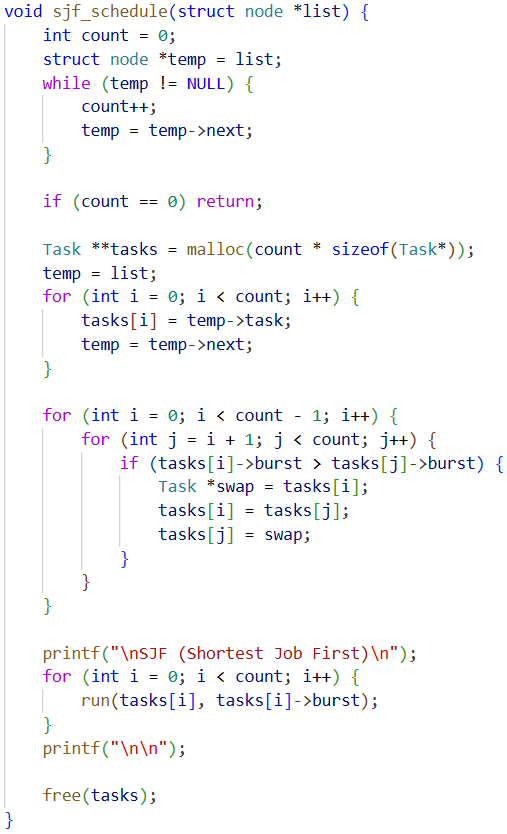 void sjf_schedule(struct node *list) {
    int count = 0;
    struct node *temp = list;
    while (temp != NULL) {
        count++;
        temp = temp->next;
    }

    if (count == 0) return;

    Task **tasks = malloc(count * sizeof(Task*));
    temp = list;
    for (int i = 0; i < count; i++) {
        tasks[i] = temp->task;
        temp = temp->next;
    }

    for (int i = 0; i < count - 1; i++) {
        for (int j = i + 1; j < count; j++) {
            if (tasks[i]->burst > tasks[j]->burst) {
                Task *swap = tasks[i];
                tasks[i] = tasks[j];
                tasks[j] = swap;
            }
        }
    }

    printf("\nSJF (Shortest Job First)\n");
    for (int i = 0; i < count; i++) {
        run(tasks[i], tasks[i]->burst);
    }
    printf("\n\n");

    free(tasks);
}